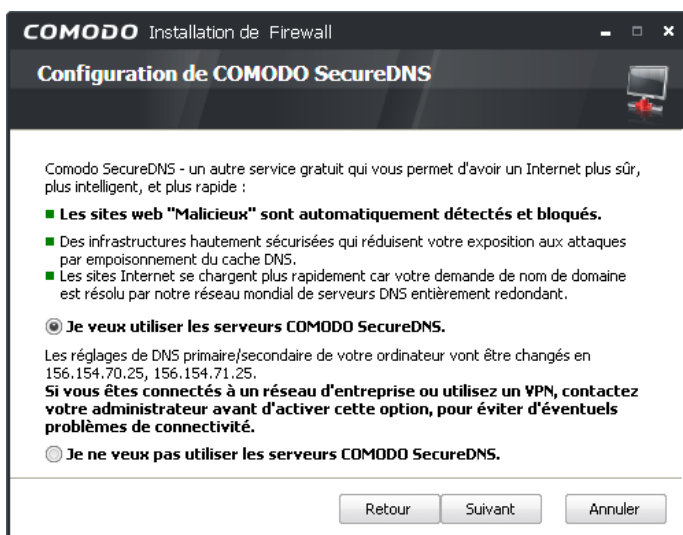 COMODO Installation de Firewall
Configuration de COMODO SecureDNS
Comodo SecureDNS - un autre service gratuit qui vous permet d'avoir un Internet plus sûr,
plus intelligent, et plus rapide :
Les sites web "Malicieux" sont automatiquement détectés et bloqués.
Des infrastructures hautement sécurisées qui réduisent votre exposition aux attaques
par empoisonnement du cache DNS.
Les sites Internet se chargent plus rapidement car votre demande de nom de domaine
est résolu par notre réseau mondial de serveurs DNS entièrement redondant.
Je veux utiliser les serveurs COMODO SecureDNS.
Les réglages de DNS primaire/secondaire de votre ordinateur vont être changés en
156.154.70.25, 156.154.71.25.
Si vous êtes connectés à un réseau d'entreprise ou utilisez un VPN, contactez
votre administrateur avant d'activer cette option, pour éviter d'éventuels
problèmes de connectivité.
Je ne veux pas utiliser les serveurs COMODO SecureDNS.
Retour Suivant Annuler